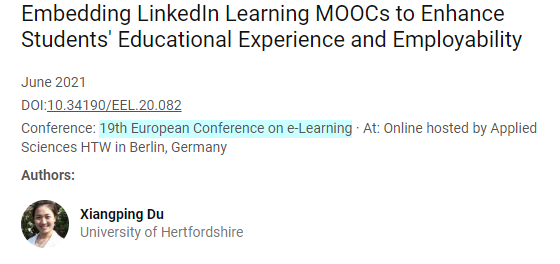 Embedding LinkedIn Learning MOOCs to Enhance
Students' Educational Experience and Employability
June 2021
DOI:10.34190/EEL.20.082
Conference: 19th European Conference on e-Learning · At: Online hosted by Applied
Sciences HTW in Berlin, Germany
Authors:
Xiangping Du
University of Hertfordshire